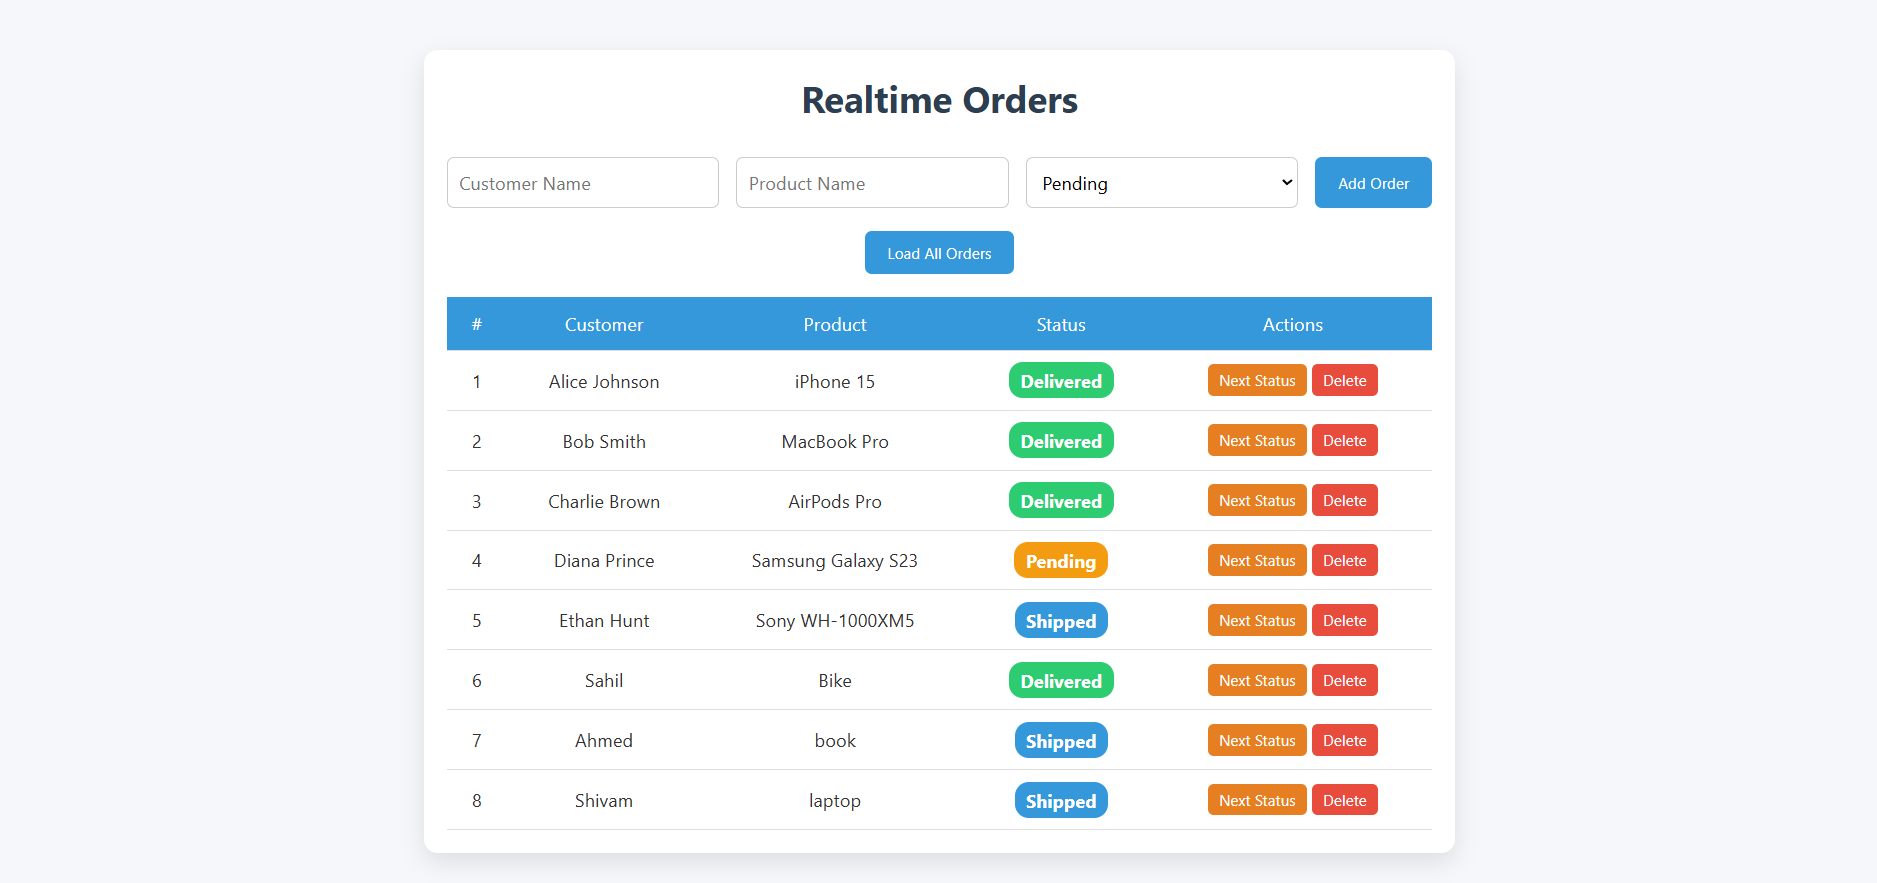 Realtime Orders
Customer Name Product Name Pending Add Order
Load All Orders
# Customer Product Status Actions
1 Alice Johnson iPhone 15 Delivered Next Status Delete
2 Bob Smith MacBook Pro Delivered Next Status Delete
3 Charlie Brown AirPods Pro Delivered Next Status Delete
4 Diana Prince Samsung Galaxy S23 Pending Next Status Delete
5 Ethan Hunt Sony WH-1000XM5 Shipped Next Status Delete
6 Sahil Bike Delivered Next Status Delete
7 Ahmed book Shipped Next Status Delete
8 Shivam laptop Shipped Next Status Delete